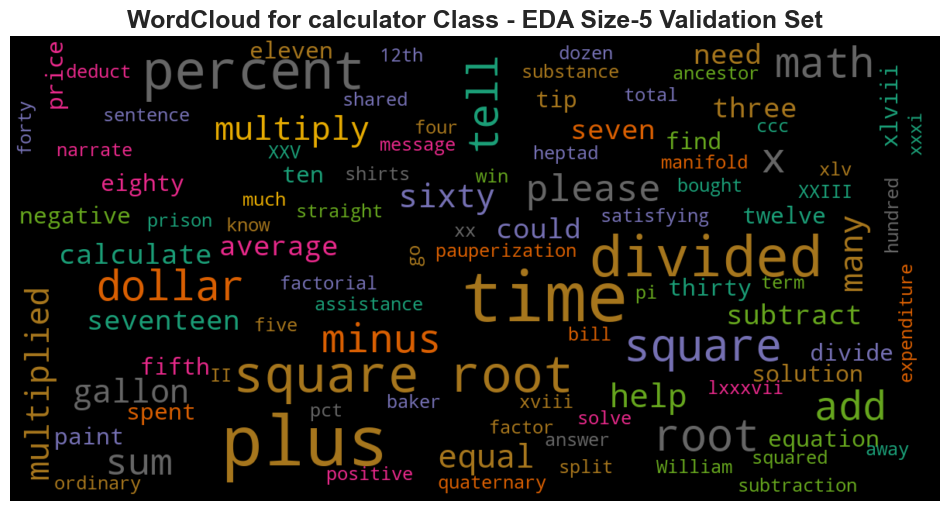 WordCloud for calculator Class - EDA Size-5 Validation Set
price
deduct
eleven
12th
dozen
need
math
percent
substance
ancestor
tell
xlviii
forty
sentence
shared
tip
total
three
xxxi
multiply
four
seven
ccc
find
narrate
XXV
message
heptad
manifold
x
xlv
eighty
ten
shirts
win
please
bought
XXIII
hundred
negative
prison
much
straight
sixty
know
xx
could
satisfying
twelve
many
calculate
average
go
pauperization
divided
dollar
factorial
assistance
time
pi
thirty
term
expenditure
seventeen
five
minus
bill
subtract
multiplied
square
divide
fifth
II
square root
solution
gallon
spent
pct
baker
xviii
help
solve
lxxxvii
add
paint
plus
factor
answer
root
equation
away
sum
positive
equal
split
William
squared
ordinary
quaternary
subtraction